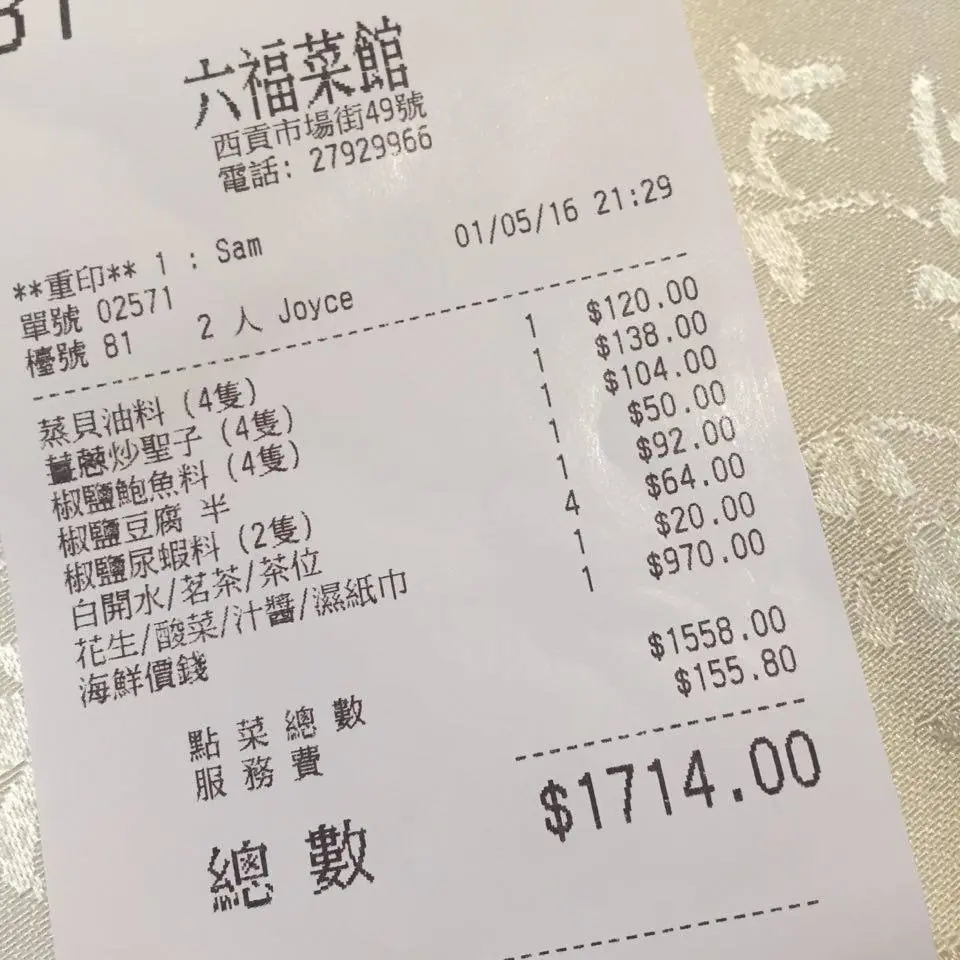 六福菜館
西貢市場街49號
電話: 27929966
**重印** 1 : Sam 01/05/16 21:29
單號 02571
檯號 81 2 人 Joyce
蒸貝油料 (4隻) 1 $120.00
薑蔥炒聖子 (4隻) 1 $138.00
椒鹽鮑魚料 (4隻) 1 $104.00
椒鹽豆腐 半 1 $50.00
椒鹽尿蝦料 (2隻) 1 $92.00
白開水/茗茶/茶位 4 $64.00
花生/酸菜/汁醬/濕紙巾 1 $20.00
海鮮價錢 1 $970.00
點菜總數 $1558.00
服務費 $155.80
總數 $1714.00